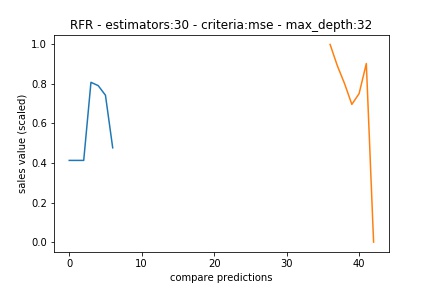 RFR - estimators:30 - criteria:mse - max_depth:32
1.0
0.8
0.6
0.4
0.2
0.0
sales value (scaled)
0 10 20 30 40
compare predictions